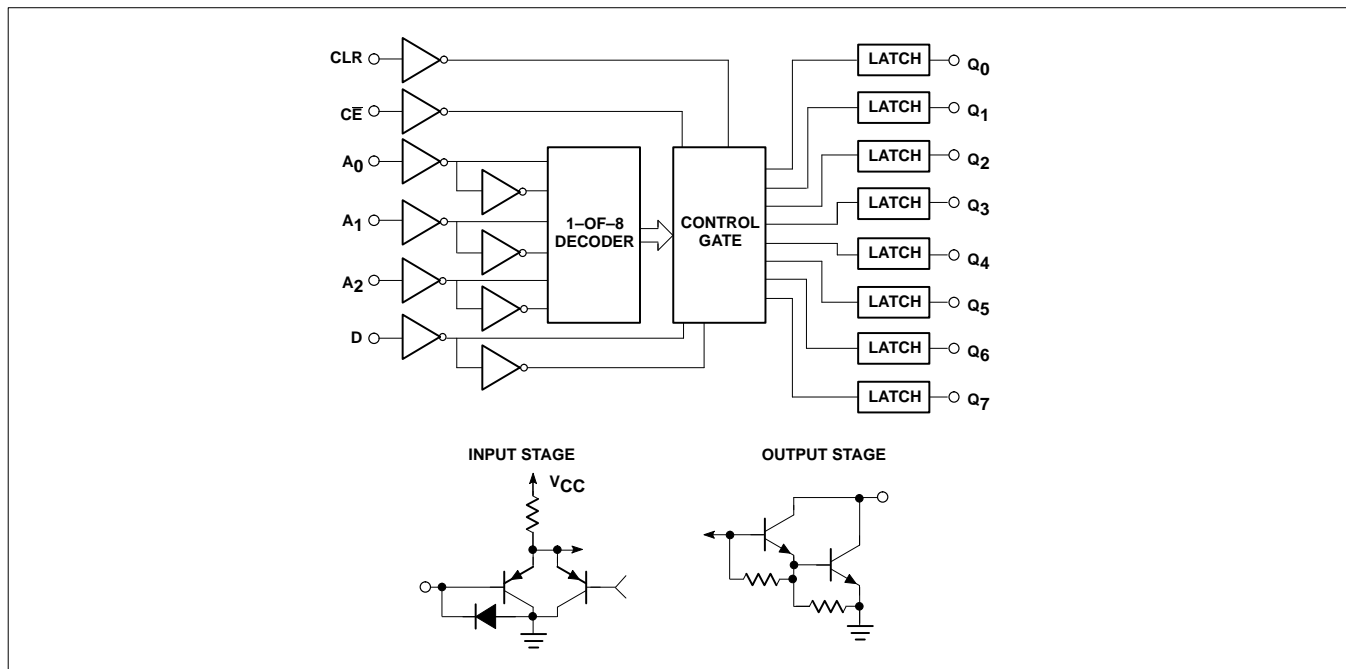 CLR
CE̅
A0
A1
A2
D
1–OF–8
DECODER
CONTROL
GATE
LATCH Q0
LATCH Q1
LATCH Q2
LATCH Q3
LATCH Q4
LATCH Q5
LATCH Q6
LATCH Q7
INPUT STAGE
VCC
OUTPUT STAGE